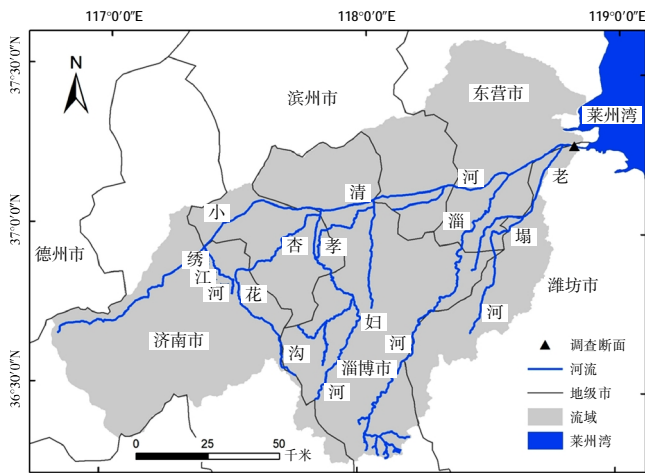 117°0′0″E 118°0′0″E 119°0′0″E
37°30′0″N
37°0′0″N
36°30′0″N
N
滨州市
东营市
莱州湾
德州市
小清河
绣江河
杏花沟
孝妇河
淄河
老塌河
潍坊市
济南市
淄博市
调查断面
河流
地级市
流域
莱州湾
0 25 50 千米